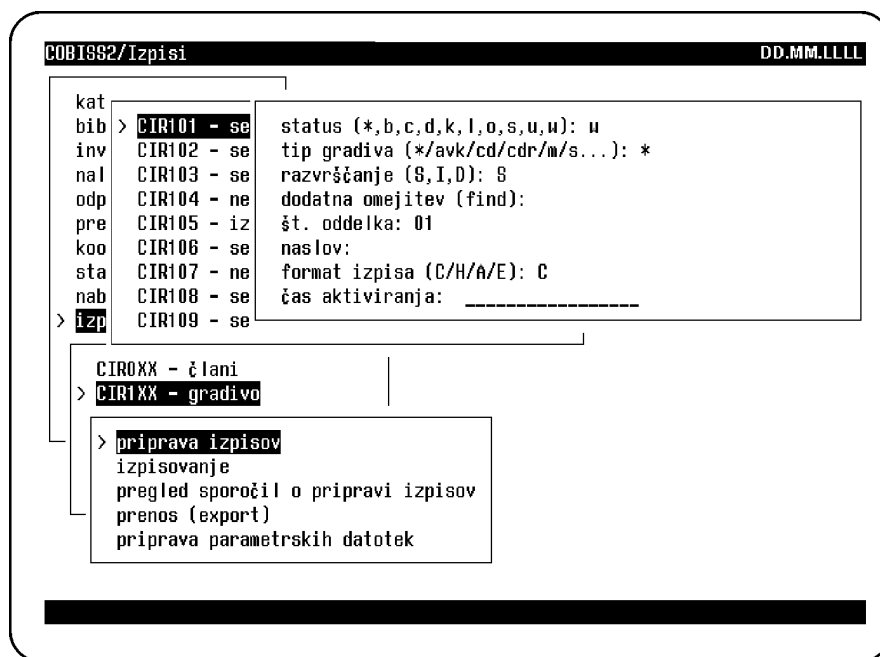 COBISS2/Izpisi DD.MM.LLLL
kat
bib
inv
nal
odp
pre
koo
sta
nab
> izp
> CIR101 - se
CIR102 - se
CIR103 - se
CIR104 - ne
CIR105 - iz
CIR106 - se
CIR107 - ne
CIR108 - se
CIR109 - se
status (*,b,c,d,k,l,o,s,u,w): w
tip gradiva (*/avk/cd/cdr/m/s...): *
razvrščanje (S,I,D): S
dodatna omejitev (find):
št. oddelka: 01
naslov:
format izpisa (C/H/A/E): C
čas aktiviranja: _________________
CIR0XX - člani
> CIR1XX - gradivo
> priprava izpisov
izpisovanje
pregled sporočil o pripravi izpisov
prenos (export)
priprava parametrskih datotek